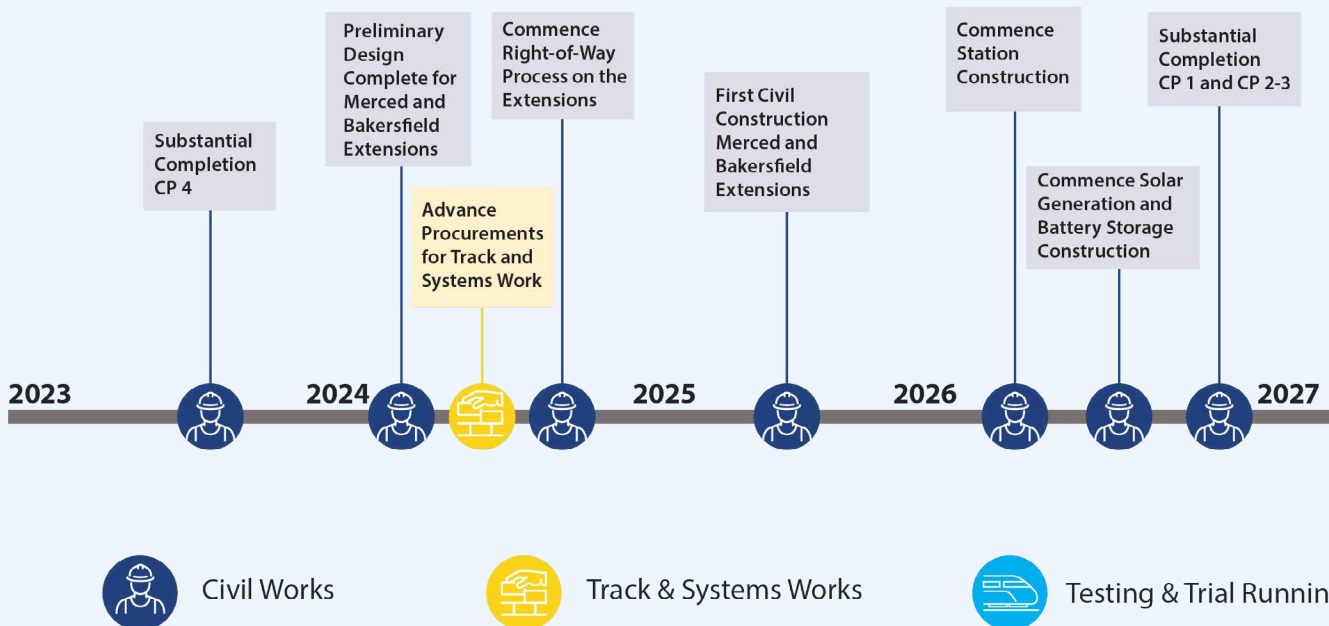 Substantial
Completion
CP 4
Preliminary
Design
Complete for
Merced and
Bakersfield
Extensions
Advance
Procurements
for Track and
Systems Work
Commence
Right-of-Way
Process on the
Extensions
First Civil
Construction
Merced and
Bakersfield
Extensions
Commence
Station
Construction
Commence Solar
Generation and
Battery Storage
Construction
Substantial
Completion
CP 1 and CP 2-3
2023
2024
2025
2026
2027
Civil Works
Track & Systems Works
Testing & Trial Runnin